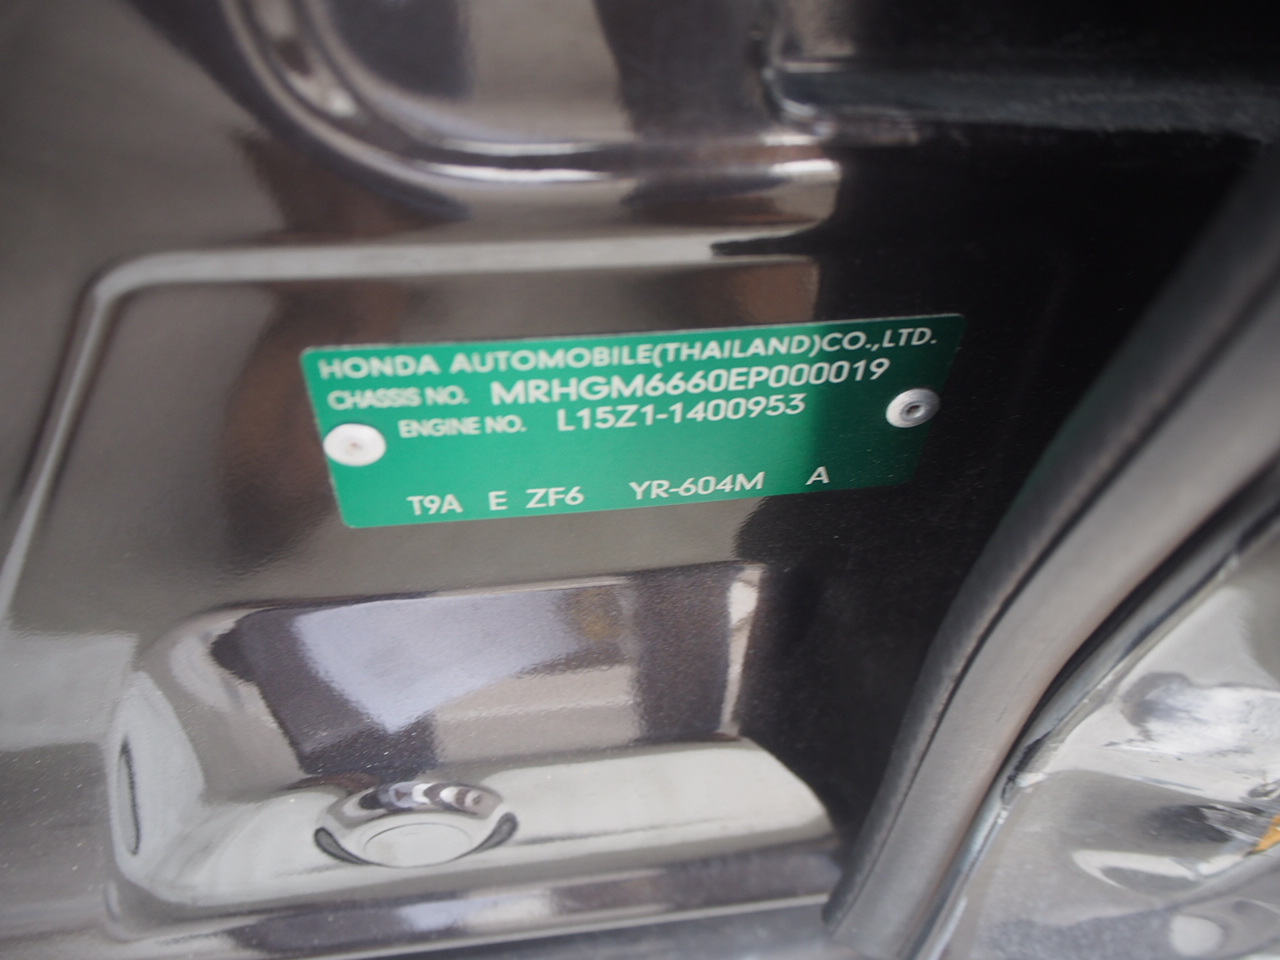 HONDA AUTOMOBILE(THAILAND)CO.,LTD.
CHASSIS NO. MRHGM6660EP000019
ENGINE NO. L15Z1-1400953
T9A E ZF6 YR-604M A